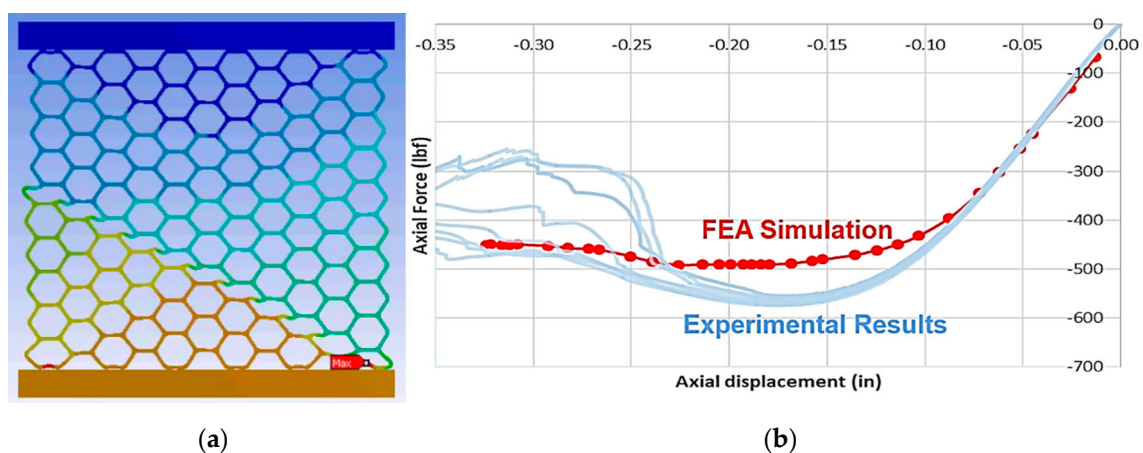 -0.35 -0.30 -0.25 -0.20 -0.15 -0.10 -0.05 0.00
0
-100
-200
-300
-400
-500
-600
-700
Axial Force (lbf)
FEA Simulation
Experimental Results
Max
Axial displacement (in)
(a) (b)